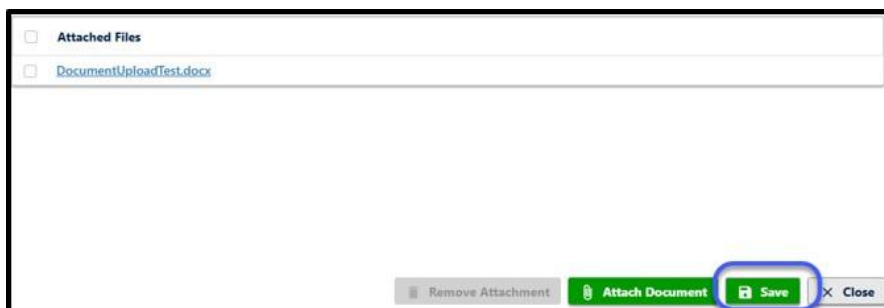 Attached Files
DocumentUploadTest.docx
Remove Attachment Attach Document Save Close